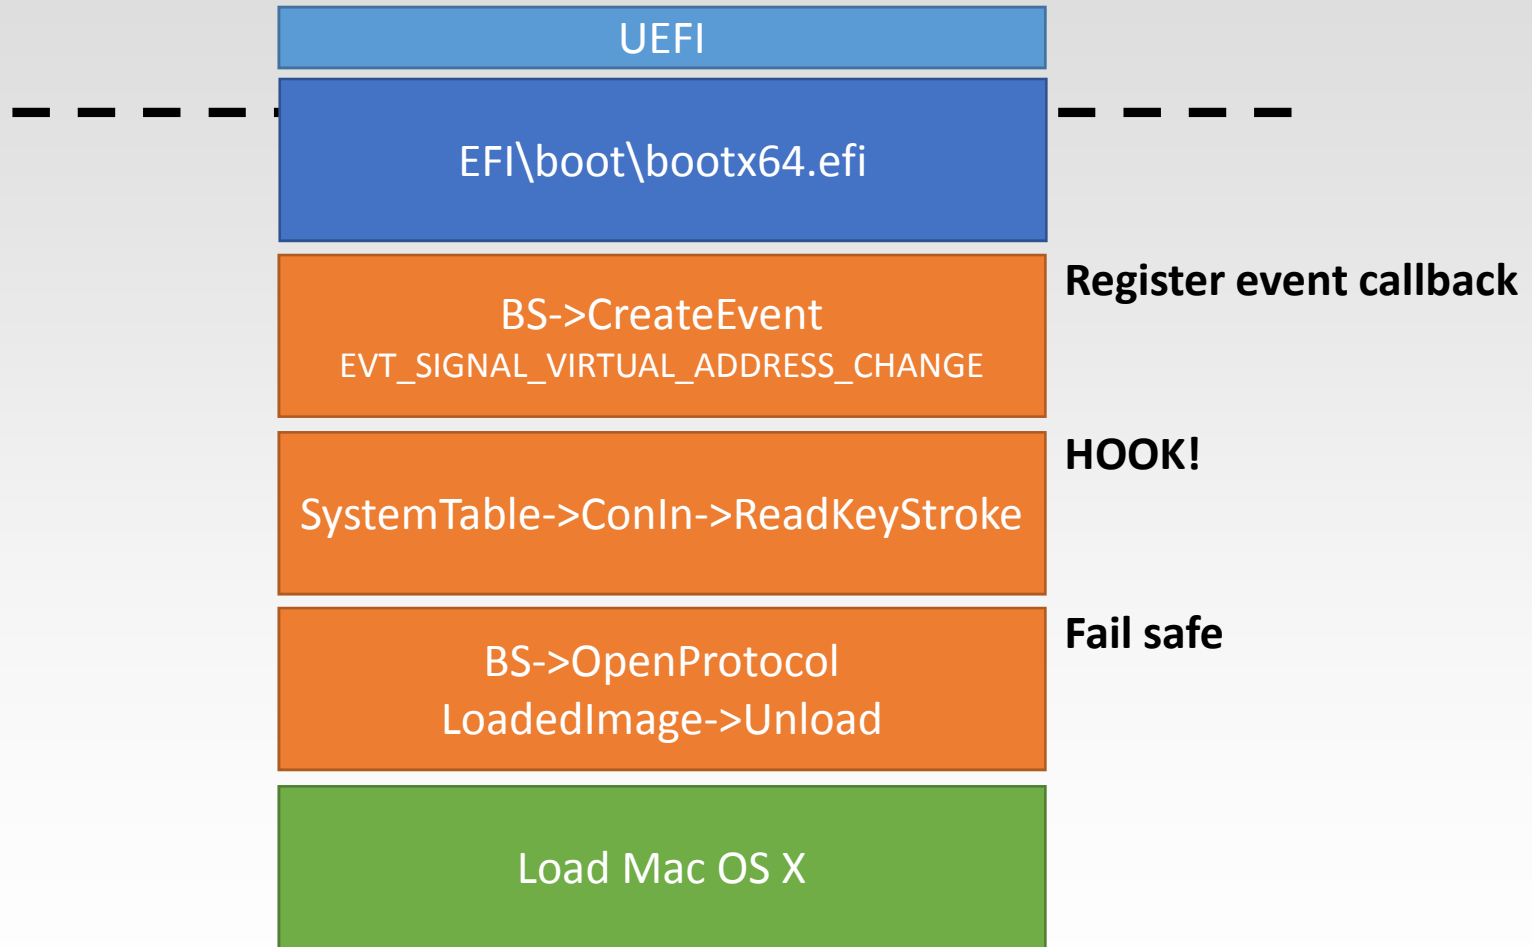 UEFI
EFI\boot\bootx64.efi
Register event callback
BS->CreateEvent
EVT_SIGNAL_VIRTUAL_ADDRESS_CHANGE
HOOK!
SystemTable->ConIn->ReadKeyStroke
Fail safe
BS->OpenProtocol
LoadedImage->Unload
Load Mac OS X